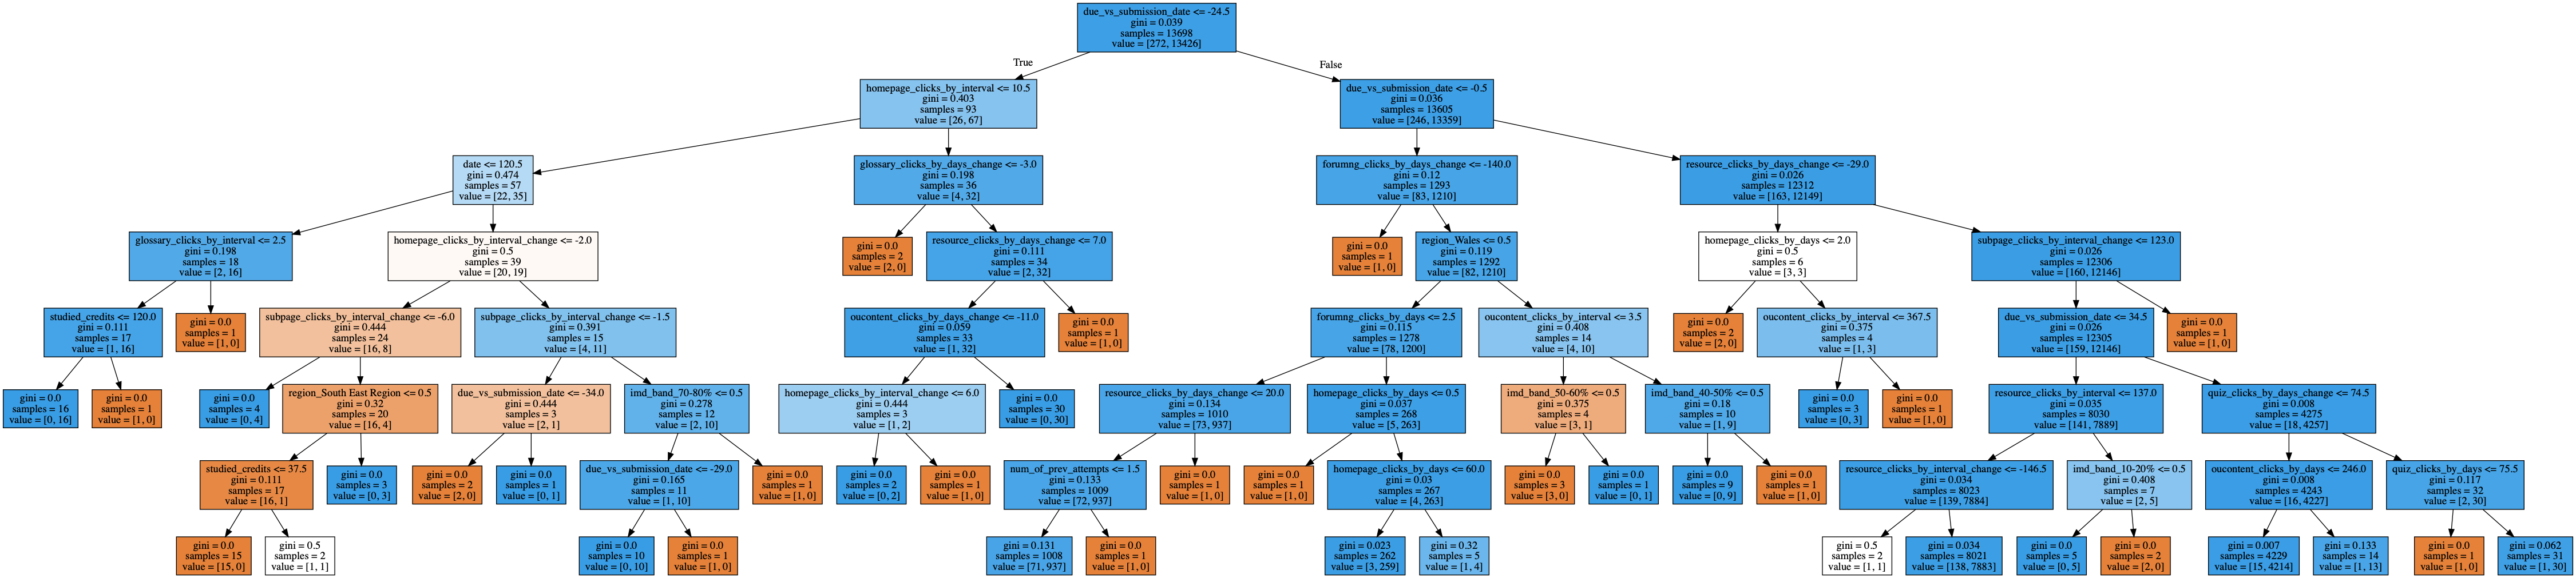 due_vs_submission_date <= -24.5
gini = 0.039
samples = 13698
value = [272, 13426]
True
False
homepage_clicks_by_interval <= 10.5
gini = 0.403
samples = 93
value = [26, 67]
due_vs_submission_date <= -0.5
gini = 0.036
samples = 13605
value = [246, 13359]
date <= 120.5
gini = 0.474
samples = 57
value = [22, 35]
glossary_clicks_by_days_change <= -3.0
gini = 0.198
samples = 36
value = [4, 32]
forumng_clicks_by_days_change <= -140.0
gini = 0.12
samples = 1293
value = [83, 1210]
resource_clicks_by_days_change <= -29.0
gini = 0.026
samples = 12312
value = [163, 12149]
glossary_clicks_by_interval <= 2.5
gini = 0.198
samples = 18
value = [2, 16]
homepage_clicks_by_interval_change <= -2.0
gini = 0.5
samples = 39
value = [20, 19]
gini = 0.0
samples = 2
value = [2, 0]
resource_clicks_by_days_change <= 7.0
gini = 0.111
samples = 34
value = [2, 32]
gini = 0.0
samples = 1
value = [1, 0]
region_Wales <= 0.5
gini = 0.119
samples = 1292
value = [82, 1210]
homepage_clicks_by_days <= 2.0
gini = 0.5
samples = 6
value = [3, 3]
subpage_clicks_by_interval_change <= 123.0
gini = 0.026
samples = 12306
value = [160, 12146]
studied_credits <= 120.0
gini = 0.111
samples = 17
value = [1, 16]
gini = 0.0
samples = 1
value = [1, 0]
subpage_clicks_by_interval_change <= -6.0
gini = 0.444
samples = 24
value = [16, 8]
subpage_clicks_by_interval_change <= -1.5
gini = 0.391
samples = 15
value = [4, 11]
oucontent_clicks_by_days_change <= -11.0
gini = 0.059
samples = 33
value = [1, 32]
gini = 0.0
samples = 1
value = [1, 0]
forumng_clicks_by_days <= 2.5
gini = 0.115
samples = 1278
value = [78, 1200]
oucontent_clicks_by_interval <= 3.5
gini = 0.408
samples = 14
value = [4, 10]
gini = 0.0
samples = 2
value = [2, 0]
oucontent_clicks_by_interval <= 367.5
gini = 0.375
samples = 4
value = [1, 3]
due_vs_submission_date <= 34.5
gini = 0.026
samples = 12305
value = [159, 12146]
gini = 0.0
samples = 1
value = [1, 0]
gini = 0.0
samples = 16
value = [0, 16]
gini = 0.0
samples = 1
value = [1, 0]
gini = 0.0
samples = 4
value = [0, 4]
region_South East Region <= 0.5
gini = 0.32
samples = 20
value = [16, 4]
due_vs_submission_date <= -34.0
gini = 0.444
samples = 3
value = [2, 1]
imd_band_70-80% <= 0.5
gini = 0.278
samples = 12
value = [2, 10]
homepage_clicks_by_interval_change <= 6.0
gini = 0.444
samples = 3
value = [1, 2]
gini = 0.0
samples = 30
value = [0, 30]
resource_clicks_by_days_change <= 20.0
gini = 0.134
samples = 1010
value = [73, 937]
homepage_clicks_by_days <= 0.5
gini = 0.037
samples = 268
value = [5, 263]
imd_band_50-60% <= 0.5
gini = 0.375
samples = 4
value = [3, 1]
imd_band_40-50% <= 0.5
gini = 0.18
samples = 10
value = [1, 9]
gini = 0.0
samples = 3
value = [0, 3]
gini = 0.0
samples = 1
value = [1, 0]
resource_clicks_by_interval <= 137.0
gini = 0.035
samples = 8030
value = [141, 7889]
quiz_clicks_by_days_change <= 74.5
gini = 0.008
samples = 4275
value = [18, 4257]
studied_credits <= 37.5
gini = 0.111
samples = 17
value = [16, 1]
gini = 0.0
samples = 3
value = [0, 3]
gini = 0.0
samples = 2
value = [2, 0]
gini = 0.0
samples = 1
value = [0, 1]
due_vs_submission_date <= -29.0
gini = 0.165
samples = 11
value = [1, 10]
gini = 0.0
samples = 1
value = [1, 0]
gini = 0.0
samples = 2
value = [0, 2]
gini = 0.0
samples = 1
value = [1, 0]
num_of_prev_attempts <= 1.5
gini = 0.133
samples = 1009
value = [72, 937]
gini = 0.0
samples = 1
value = [1, 0]
gini = 0.0
samples = 1
value = [1, 0]
homepage_clicks_by_days <= 60.0
gini = 0.03
samples = 267
value = [4, 263]
gini = 0.0
samples = 3
value = [3, 0]
gini = 0.0
samples = 1
value = [0, 1]
gini = 0.0
samples = 9
value = [0, 9]
gini = 0.0
samples = 1
value = [1, 0]
resource_clicks_by_interval_change <= -146.5
gini = 0.034
samples = 8023
value = [139, 7884]
imd_band_10-20% <= 0.5
gini = 0.408
samples = 7
value = [2, 5]
oucontent_clicks_by_days <= 246.0
gini = 0.008
samples = 4243
value = [16, 4227]
quiz_clicks_by_days <= 75.5
gini = 0.117
samples = 32
value = [2, 30]
gini = 0.0
samples = 15
value = [15, 0]
gini = 0.5
samples = 2
value = [1, 1]
gini = 0.0
samples = 10
value = [0, 10]
gini = 0.0
samples = 1
value = [1, 0]
gini = 0.131
samples = 1008
value = [71, 937]
gini = 0.0
samples = 1
value = [1, 0]
gini = 0.023
samples = 262
value = [3, 259]
gini = 0.32
samples = 5
value = [1, 4]
gini = 0.5
samples = 2
value = [1, 1]
gini = 0.034
samples = 8021
value = [138, 7883]
gini = 0.0
samples = 5
value = [0, 5]
gini = 0.0
samples = 2
value = [2, 0]
gini = 0.007
samples = 4229
value = [15, 4214]
gini = 0.133
samples = 14
value = [1, 13]
gini = 0.0
samples = 1
value = [1, 0]
gini = 0.062
samples = 31
value = [1, 30]